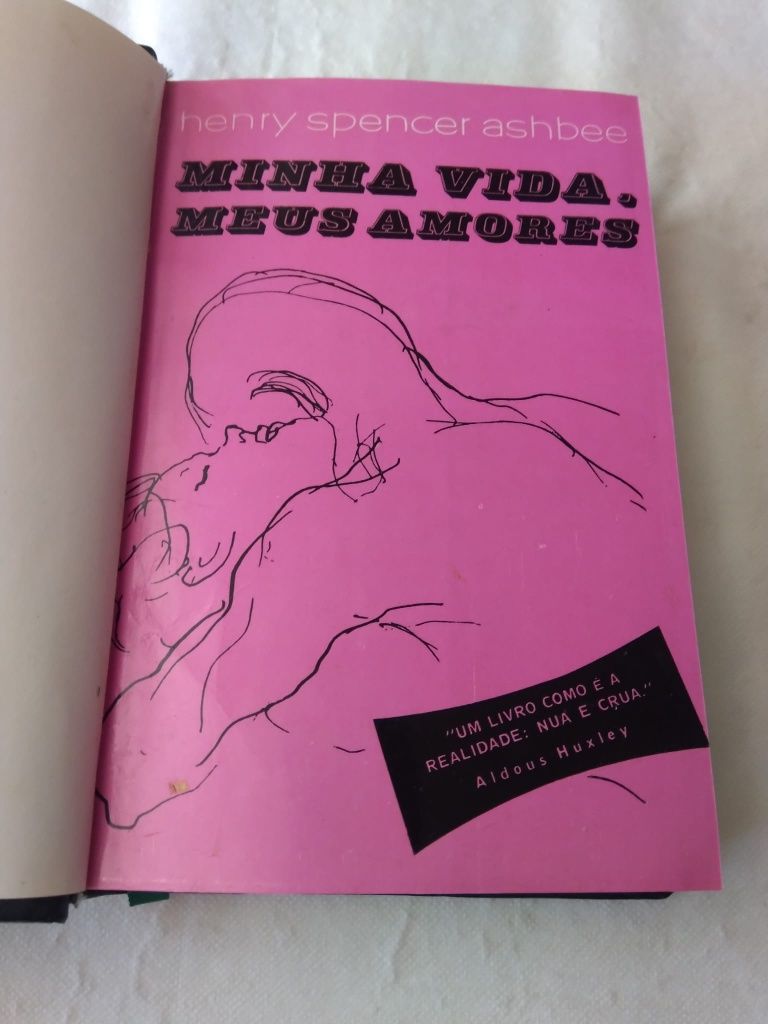 henry spencer ashbee
MINHA VIDA,
MEUS AMORES
"UM LIVRO COMO É A
REALIDADE: NUA E CRUA."
Aldous Huxley